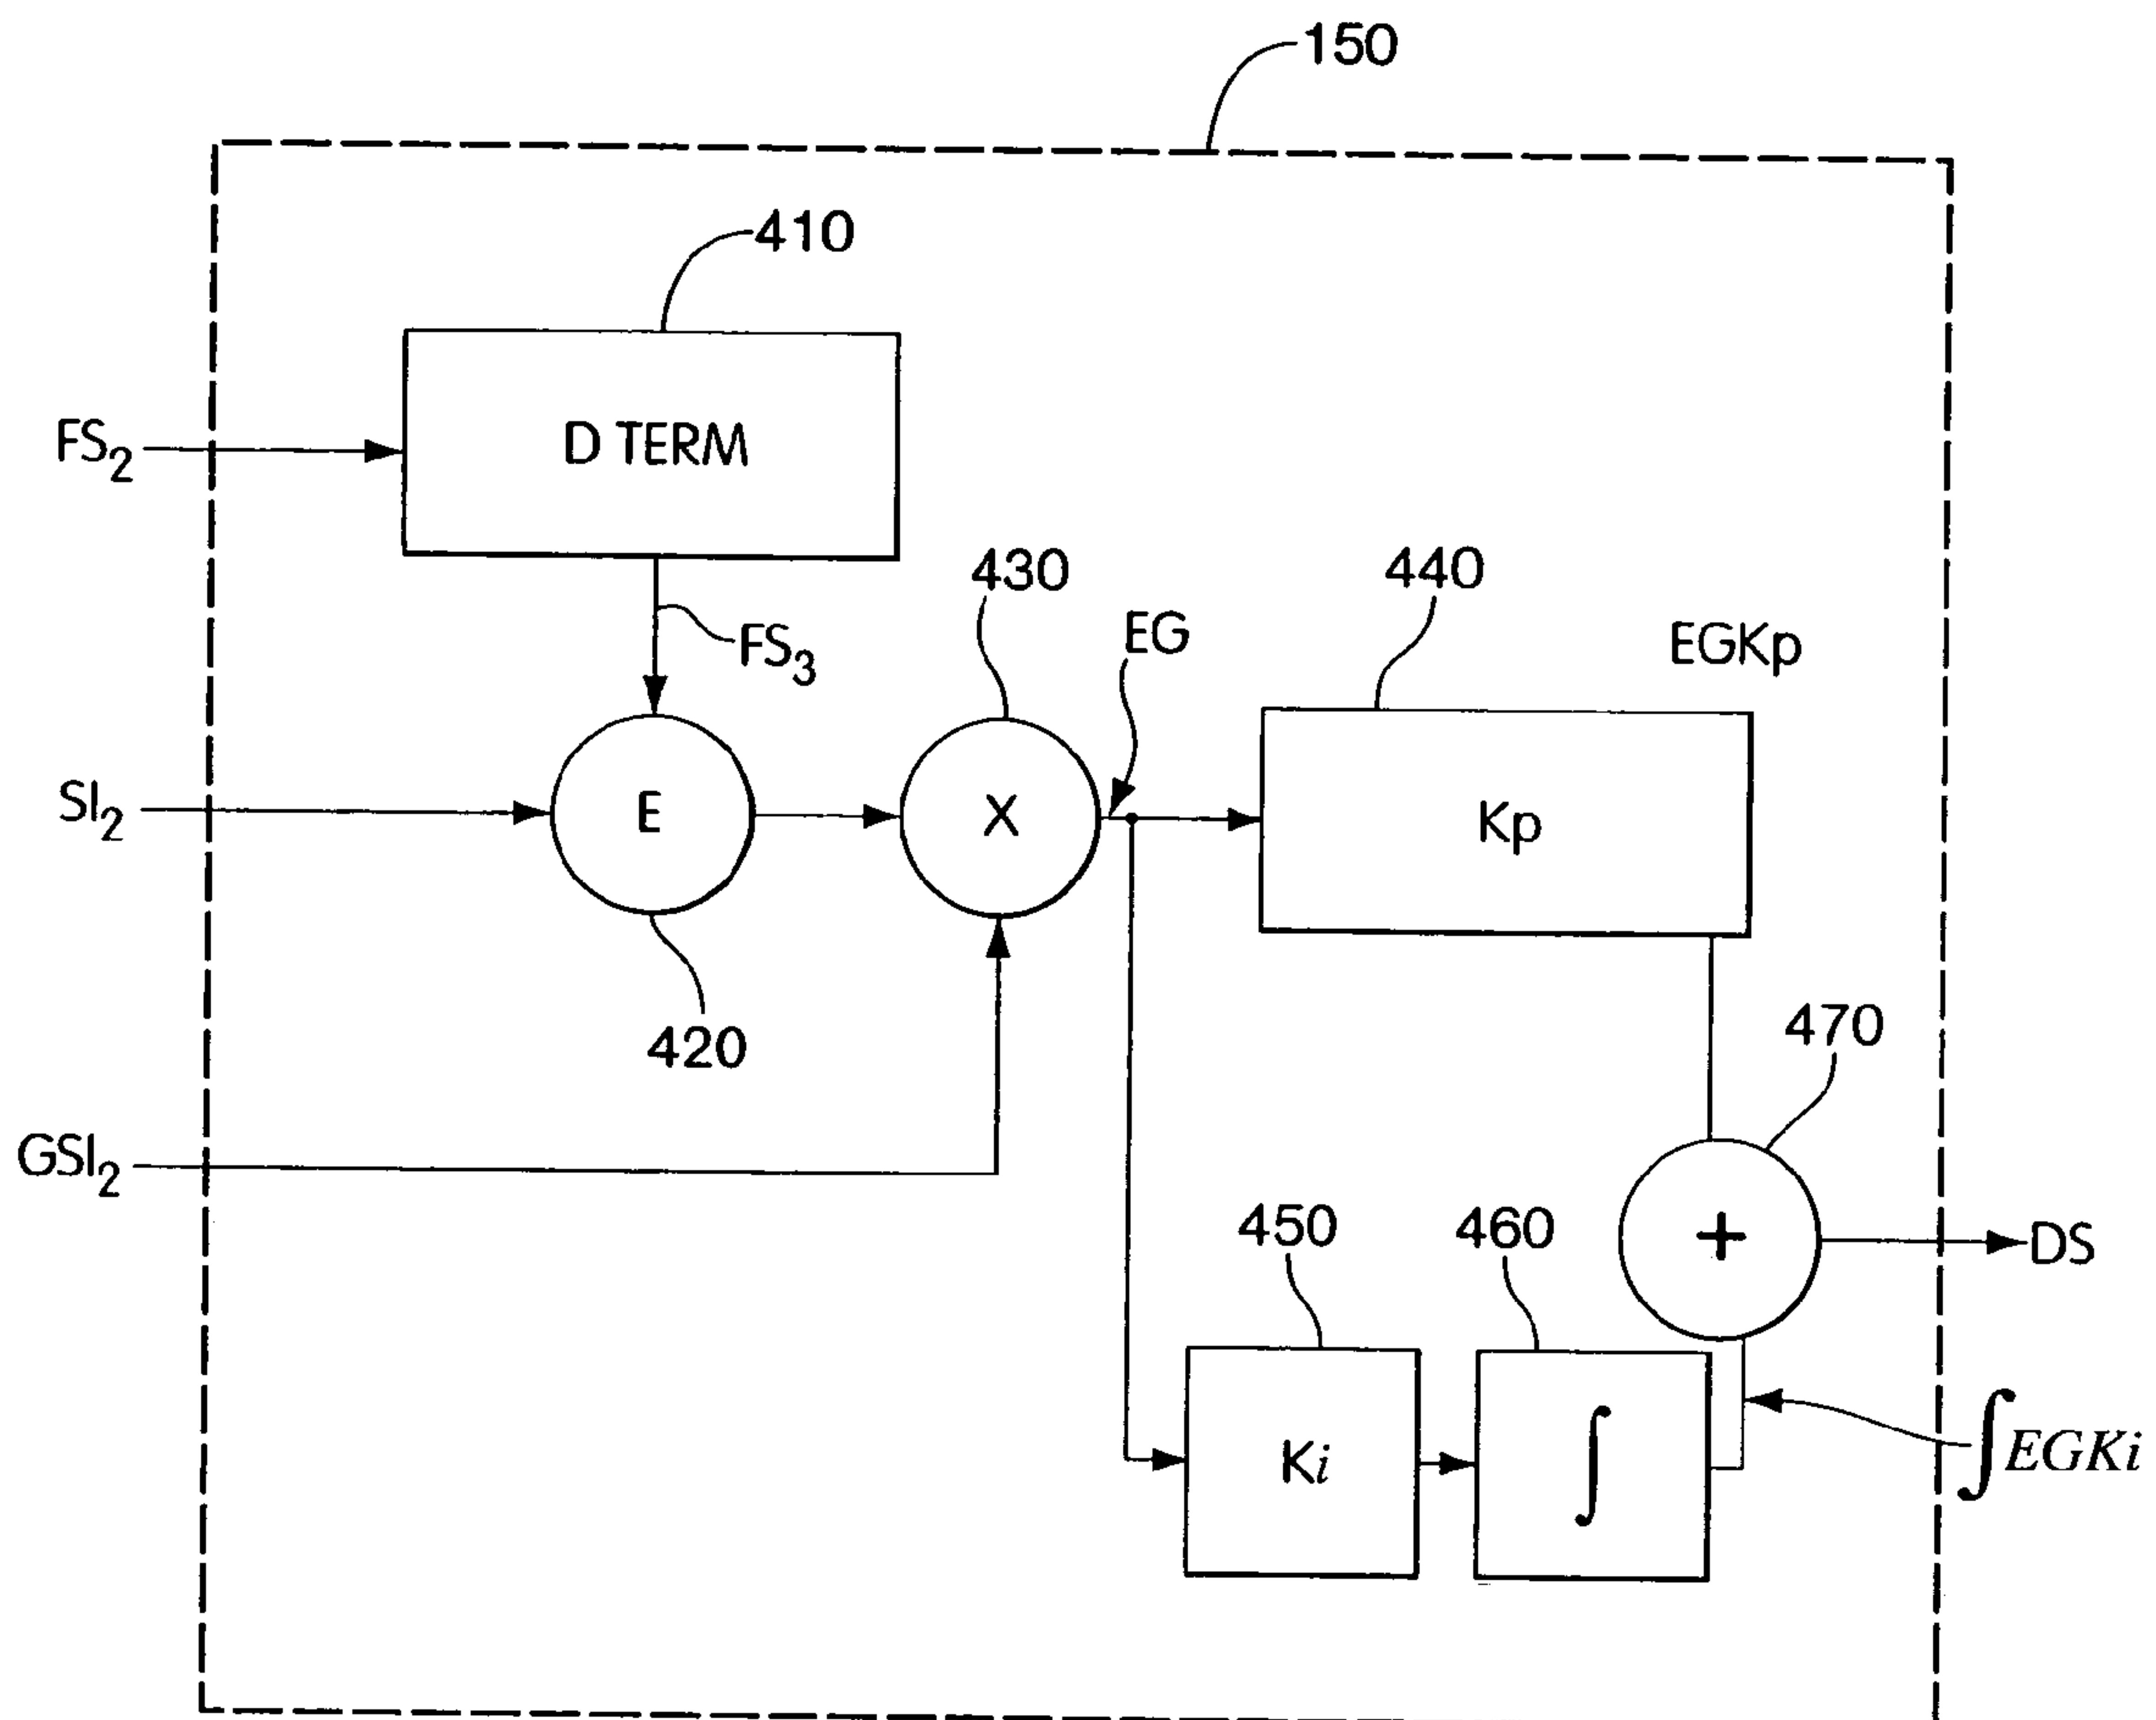 150
410
FS2
D TERM
FS3
430
EG
440
EGKp
SI2
E
X
Kp
420
470
GSI2
450
460
+
DS
Ki
∫
∫EGKi